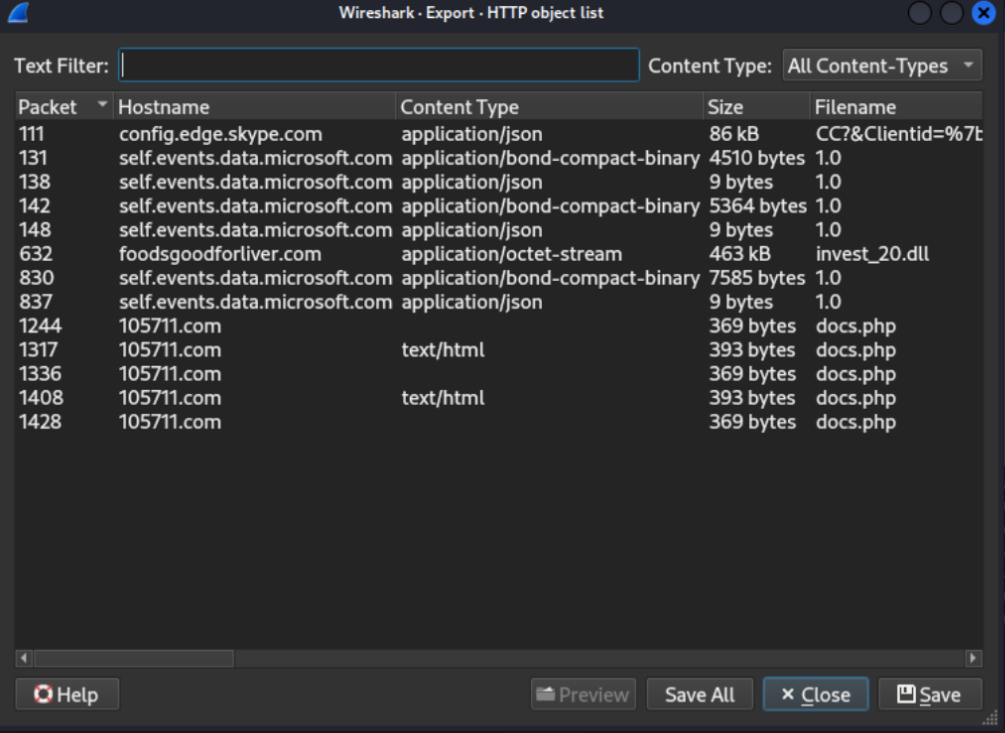 Wireshark · Export · HTTP object list
Text Filter: Content Type: All Content-Types
Packet Hostname Content Type Size Filename
111 config.edge.skype.com application/json 86 kB CC?&Clientid=%7b
131 self.events.data.microsoft.com application/bond-compact-binary 4510 bytes 1.0
138 self.events.data.microsoft.com application/json 9 bytes 1.0
142 self.events.data.microsoft.com application/bond-compact-binary 5364 bytes 1.0
148 self.events.data.microsoft.com application/json 9 bytes 1.0
632 foodsgoodforliver.com application/octet-stream 463 kB invest_20.dll
830 self.events.data.microsoft.com application/bond-compact-binary 7585 bytes 1.0
837 self.events.data.microsoft.com application/json 9 bytes 1.0
1244 105711.com 369 bytes docs.php
1317 105711.com text/html 393 bytes docs.php
1336 105711.com 369 bytes docs.php
1408 105711.com text/html 393 bytes docs.php
1428 105711.com 369 bytes docs.php
Help Preview Save All Close Save